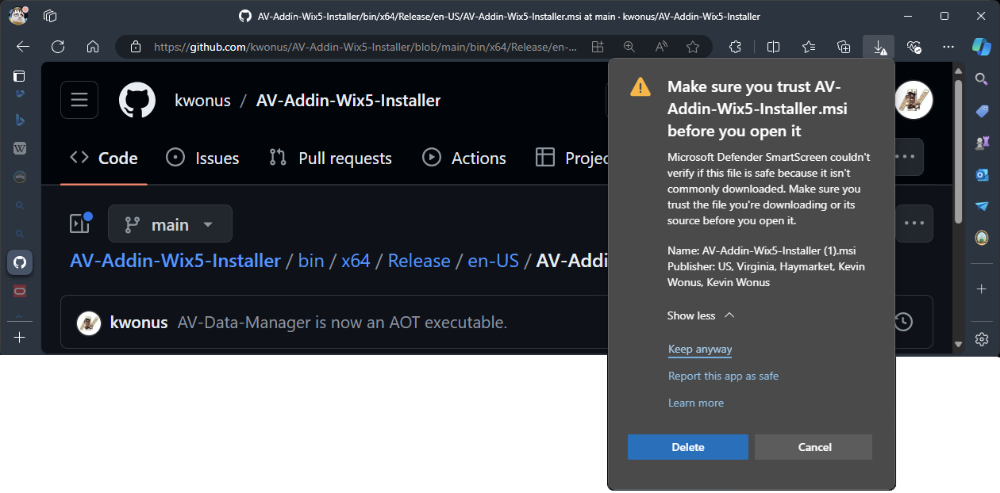 AV-Addin-Wix5-Installer/bin/x64/Release/en-US/AV-Addin-Wix5-Installer.msi at main · kwonus/AV-Addin-Wix5-Installer
https://github.com/kwonus/AV-Addin-Wix5-Installer/blob/main/bin/x64/Release/en-...
kwonus / AV-Addin-Wix5-Installer
Code Issues Pull requests Actions Projec
main
AV-Addin-Wix5-Installer / bin / x64 / Release / en-US / AV-Addi
kwonus AV-Data-Manager is now an AOT executable.
Make sure you trust AV-
Addin-Wix5-Installer.msi
before you open it
Microsoft Defender SmartScreen couldn't
verify if this file is safe because it isn't
commonly downloaded. Make sure you
trust the file you're downloading or its
source before you open it.
Name: AV-Addin-Wix5-Installer (1).msi
Publisher: US, Virginia, Haymarket, Kevin
Wonus, Kevin Wonus
Show less
Keep anyway
Report this app as safe
Learn more
Delete Cancel